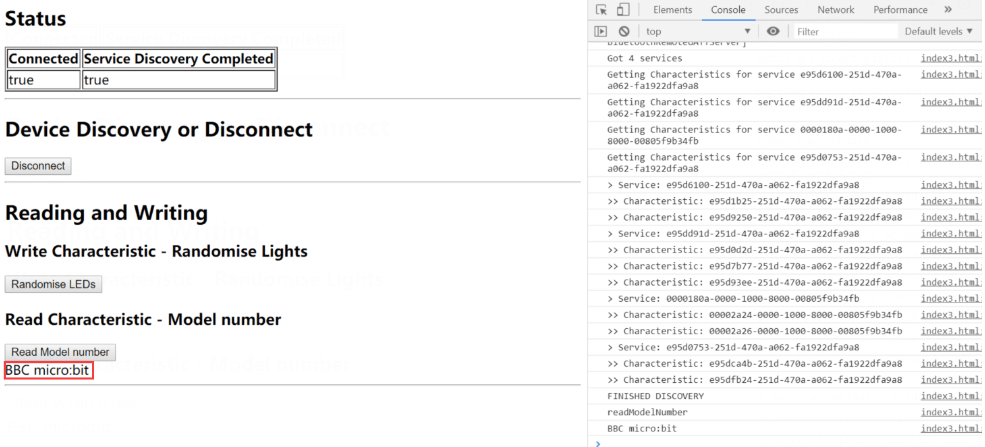 Status
Connected Service Discovery Completed
true true
Device Discovery or Disconnect
Disconnect
Reading and Writing
Write Characteristic - Randomise Lights
Randomise LEDs
Read Characteristic - Model number
Read Model number
BBC micro:bit
Elements Console Sources Network Performance »
top ▼ Filter Default levels ▼
Got 4 services index3.html:
Getting Characteristics for service e95d6100-251d-470a- index3.html:
a062-fa1922dfa9a8
Getting Characteristics for service e95dd91d-251d-470a- index3.html:
a062-fa1922dfa9a8
Getting Characteristics for service 0000180a-0000-1000- index3.html:
8000-00805f9b34fb
Getting Characteristics for service e95d0753-251d-470a- index3.html:
a062-fa1922dfa9a8
> Service: e95d6100-251d-470a-a062-fa1922dfa9a8 index3.html:
>> Characteristic: e95d1b25-251d-470a-a062-fa1922dfa9a8 index3.html:
>> Characteristic: e95d9250-251d-470a-a062-fa1922dfa9a8 index3.html:
> Service: e95dd91d-251d-470a-a062-fa1922dfa9a8 index3.html:
>> Characteristic: e95d0d2d-251d-470a-a062-fa1922dfa9a8 index3.html:
>> Characteristic: e95d7b77-251d-470a-a062-fa1922dfa9a8 index3.html:
>> Characteristic: e95d93ee-251d-470a-a062-fa1922dfa9a8 index3.html:
> Service: 0000180a-0000-1000-8000-00805f9b34fb index3.html:
>> Characteristic: 00002a24-0000-1000-8000-00805f9b34fb index3.html:
>> Characteristic: 00002a26-0000-1000-8000-00805f9b34fb index3.html:
> Service: e95d0753-251d-470a-a062-fa1922dfa9a8 index3.html:
>> Characteristic: e95dca4b-251d-470a-a062-fa1922dfa9a8 index3.html:
>> Characteristic: e95dfb24-251d-470a-a062-fa1922dfa9a8 index3.html:
FINISHED DISCOVERY index3.html:
readModelNumber index3.html:
BBC micro:bit index3.html:
>